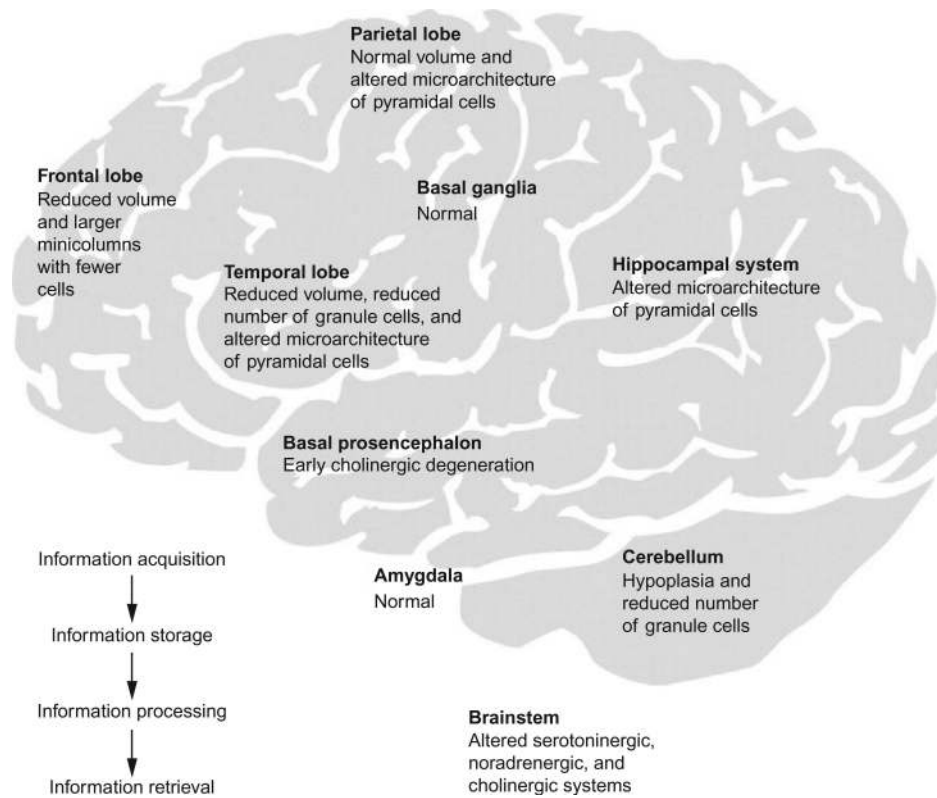 Parietal lobe
Normal volume and
altered microarchitecture
of pyramidal cells
Frontal lobe
Reduced volume
and larger
minicolumns
with fewer
cells
Basal ganglia
Normal
Temporal lobe
Reduced volume, reduced
number of granule cells, and
altered microarchitecture
of pyramidal cells
Hippocampal system
Altered microarchitecture
of pyramidal cells
Basal prosencephalon
Early cholinergic degeneration
Information acquisition
Information storage
Information processing
Information retrieval
Amygdala
Normal
Cerebellum
Hypoplasia and
reduced number
of granule cells
Brainstem
Altered serotoninergic,
noradrenergic, and
cholinergic systems